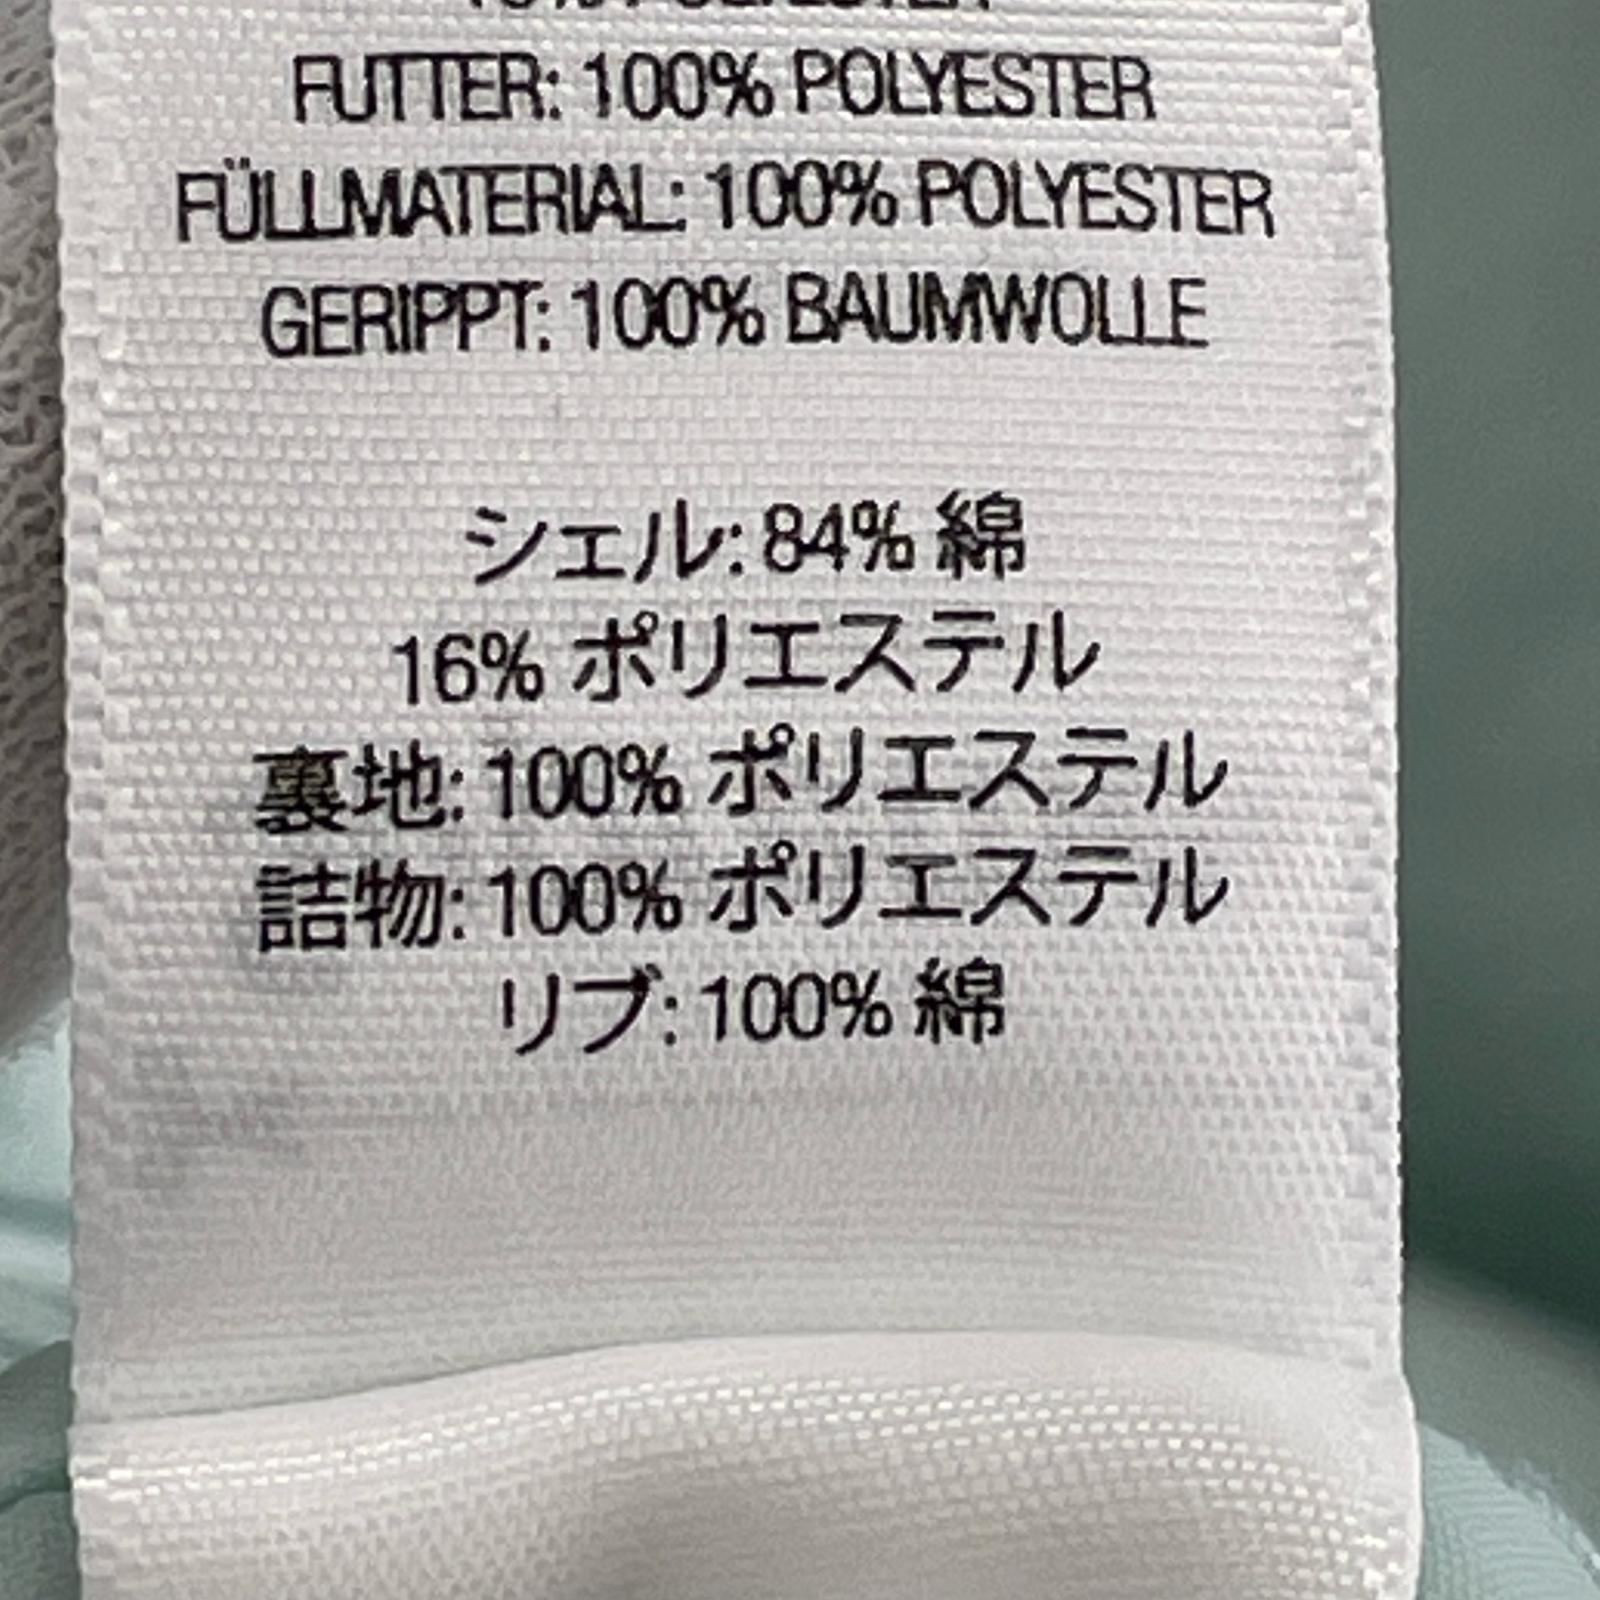 FUTTER: 100% POLYESTER
FÜLLMATERIAL: 100% POLYESTER
GERIPPT: 100% BAUMWOLLE
シェル: 84% 綿
16% ポリエステル
裏地: 100% ポリエステル
詰物: 100% ポリエステル
リブ: 100% 綿